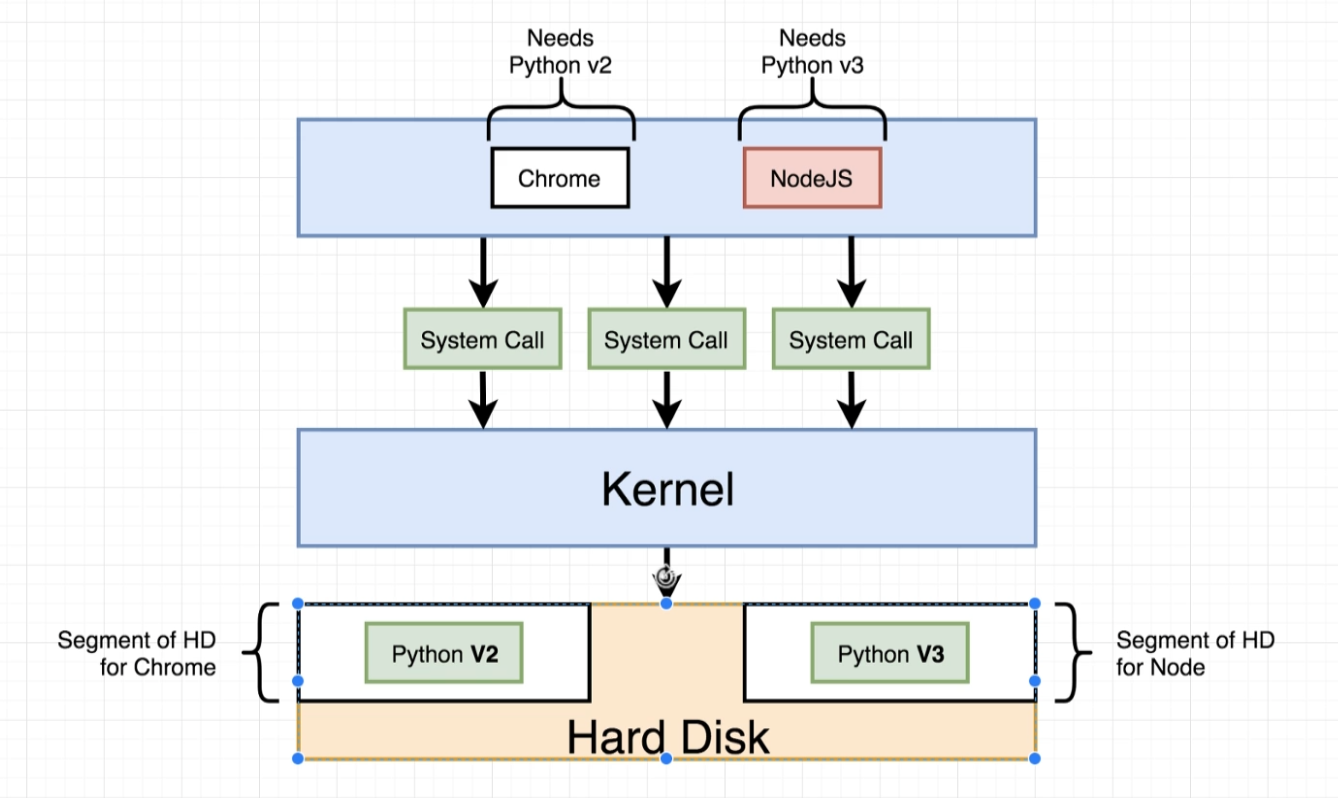 Needs
Python v2
Needs
Python v3
Chrome
NodeJS
System Call
System Call
System Call
Kernel
Segment of HD
for Chrome
Python V2
Python V3
Segment of HD
for Node
Hard Disk